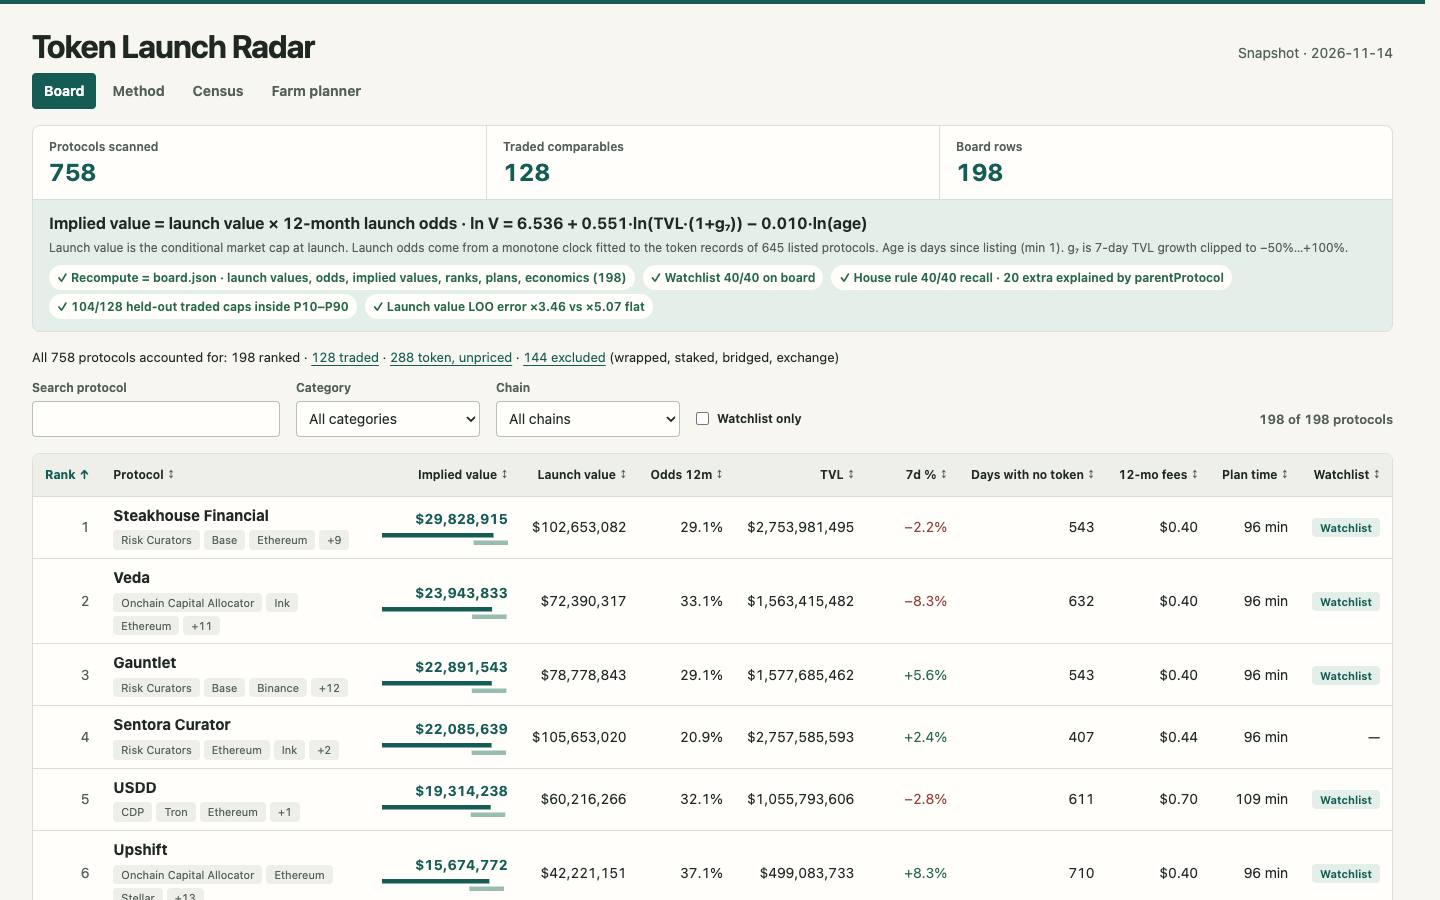 Token Launch Radar
Snapshot · 2026-11-14
Board Method Census Farm planner
Protocols scanned
758
Traded comparables
128
Board rows
198
Implied value = launch value × 12-month launch odds · ln V = 6.536 + 0.551·ln(TVL·(1+g₇)) − 0.010·ln(age)
Launch value is the conditional market cap at launch. Launch odds come from a monotone clock fitted to the token records of 645 listed protocols. Age is days since listing (min 1). g₇ is 7-day TVL growth clipped to −50%…+100%.
✓ Recompute = board.json · launch values, odds, implied values, ranks, plans, economics (198) ✓ Watchlist 40/40 on board ✓ House rule 40/40 recall · 20 extra explained by parentProtocol
✓ 104/128 held-out traded caps inside P10–P90 ✓ Launch value LOO error ×3.46 vs ×5.07 flat
All 758 protocols accounted for: 198 ranked · 128 traded · 288 token, unpriced · 144 excluded (wrapped, staked, bridged, exchange)
Search protocol Category Chain
All categories All chains Watchlist only 198 of 198 protocols
Rank ↑ Protocol ↕ Implied value ↕ Launch value ↕ Odds 12m ↕ TVL ↕ 7d % ↕ Days with no token ↕ 12-mo fees ↕ Plan time ↕ Watchlist ↕
1 Steakhouse Financial $29,828,915 $102,653,082 29.1% $2,753,981,495 −2.2% 543 $0.40 96 min Watchlist
Risk Curators Base Ethereum +9
2 Veda $23,943,833 $72,390,317 33.1% $1,563,415,482 −8.3% 632 $0.40 96 min Watchlist
Onchain Capital Allocator Ink
Ethereum +11
3 Gauntlet $22,891,543 $78,778,843 29.1% $1,577,685,462 +5.6% 543 $0.40 96 min Watchlist
Risk Curators Base Binance +12
4 Sentora Curator $22,085,639 $105,653,020 20.9% $2,757,585,593 +2.4% 407 $0.44 96 min —
Risk Curators Ethereum Ink +2
5 USDD $19,314,238 $60,216,266 32.1% $1,055,793,606 −2.8% 611 $0.70 109 min Watchlist
CDP Tron Ethereum +1
6 Upshift $15,674,772 $42,221,151 37.1% $499,083,733 +8.3% 710 $0.40 96 min Watchlist
Onchain Capital Allocator Ethereum
Stellar +13